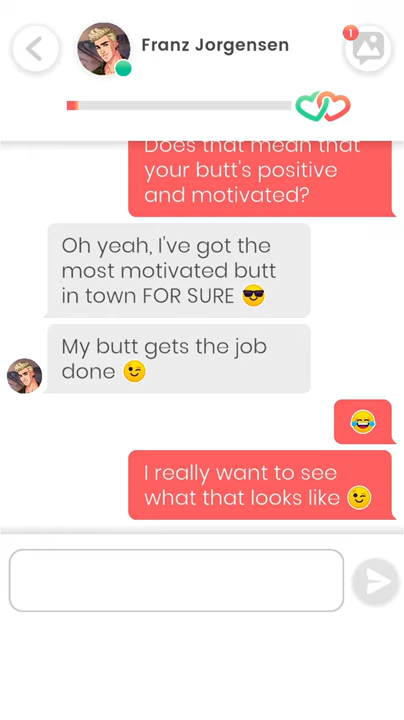 Franz Jorgensen
1
Does that mean that
your butt's positive
and motivated?
Oh yeah, I've got the
most motivated butt
in town FOR SURE 😎
My butt gets the job
done 😉
😂
I really want to see
what that looks like 😉